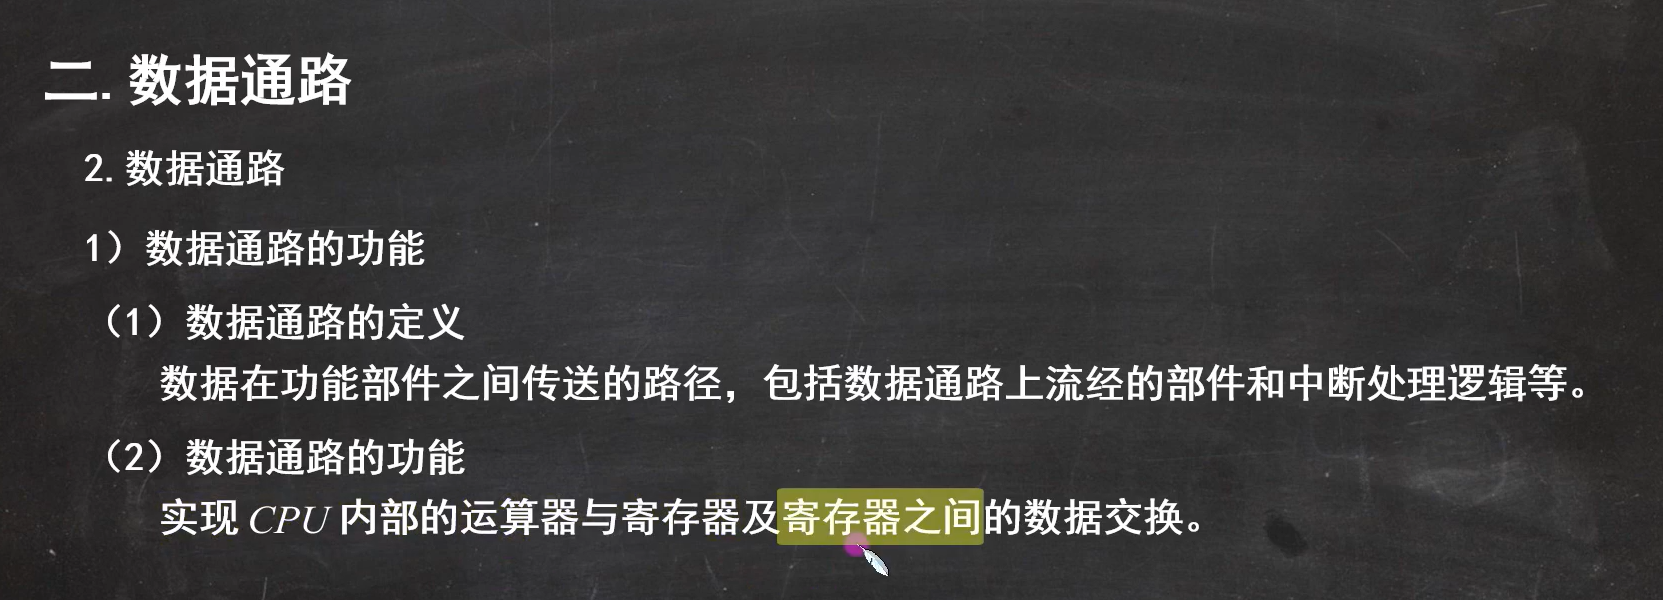 二.数据通路
2.数据通路
1）数据通路的功能
（1）数据通路的定义
数据在功能部件之间传送的路径，包括数据通路上流经的部件和中断处理逻辑等。
（2）数据通路的功能
实现 CPU 内部的运算器与寄存器及寄存器之间的数据交换。